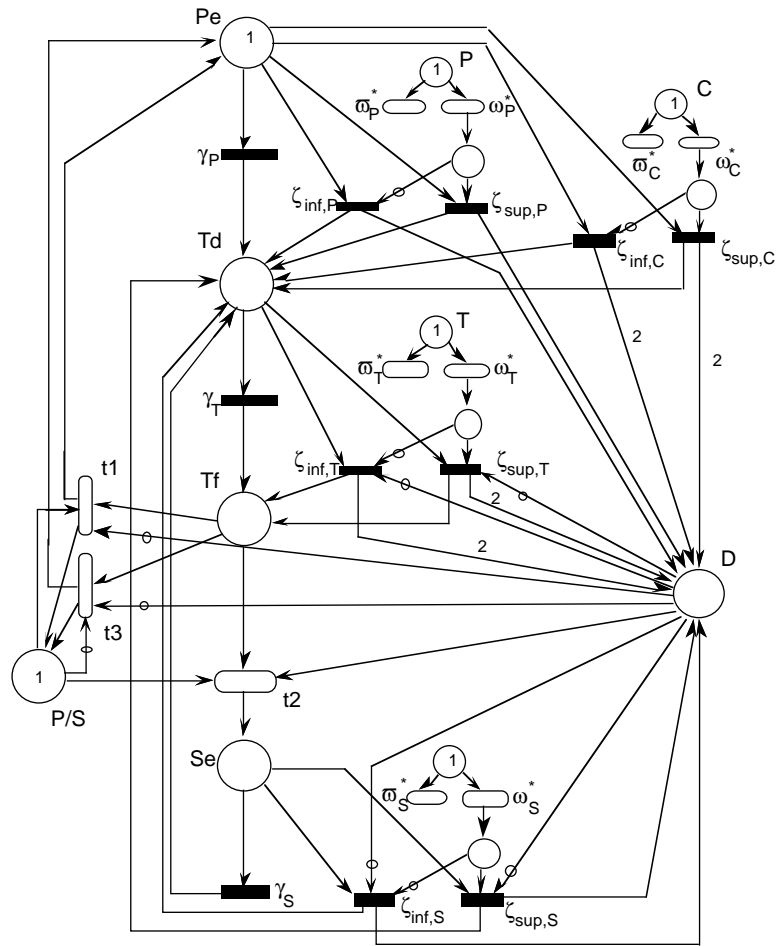 Pe
1
P
1
ϖ*P
ω*P
C
1
ϖ*C
ω*C
γP
ζinf,P
ζsup,P
Td
ζinf,C
ζsup,C
2
2
T
1
ϖ*T
ω*T
γT
ζinf,T
ζsup,T
t1
Tf
2
2
D
t3
1
P/S
t2
Se
1
ϖ*S
ω*S
γS
ζinf,S
ζsup,S